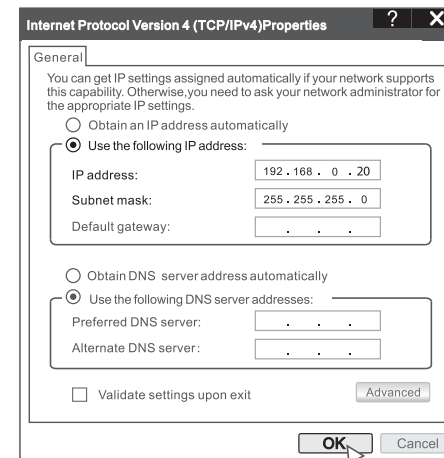 Internet Protocol Version 4 (TCP/IPv4)Properties ? X
General
You can get IP settings assigned automatically if your network supports
this capability. Otherwise,you need to ask your network administrator for
the appropriate IP settings.
Obtain an IP address automatically
Use the following IP address:
IP address: 192 . 168 . 0 . 20
Subnet mask: 255 . 255 . 255 . 0
Default gateway: . . .
Obtain DNS server address automatically
Use the following DNS server addresses:
Preferred DNS server: . . .
Alternate DNS server: . . .
Validate settings upon exit Advanced
OK Cancel